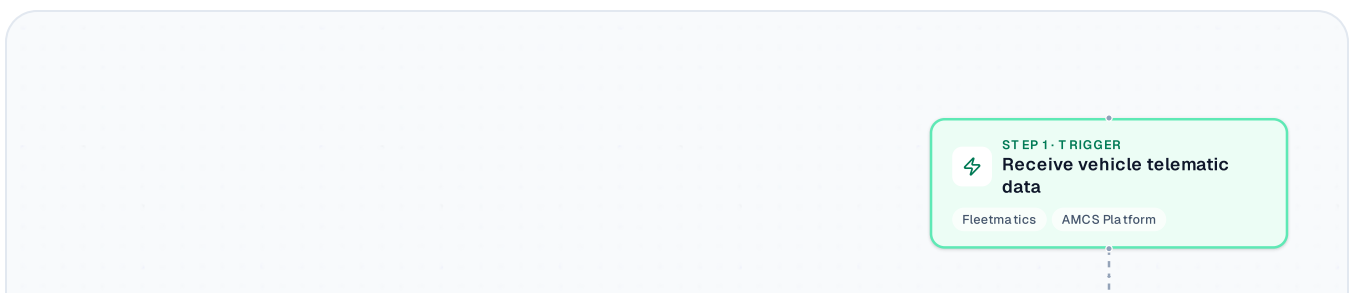 STEP 1 · TRIGGER
Receive vehicle telematic
data
Fleetmatics AMCS Platform